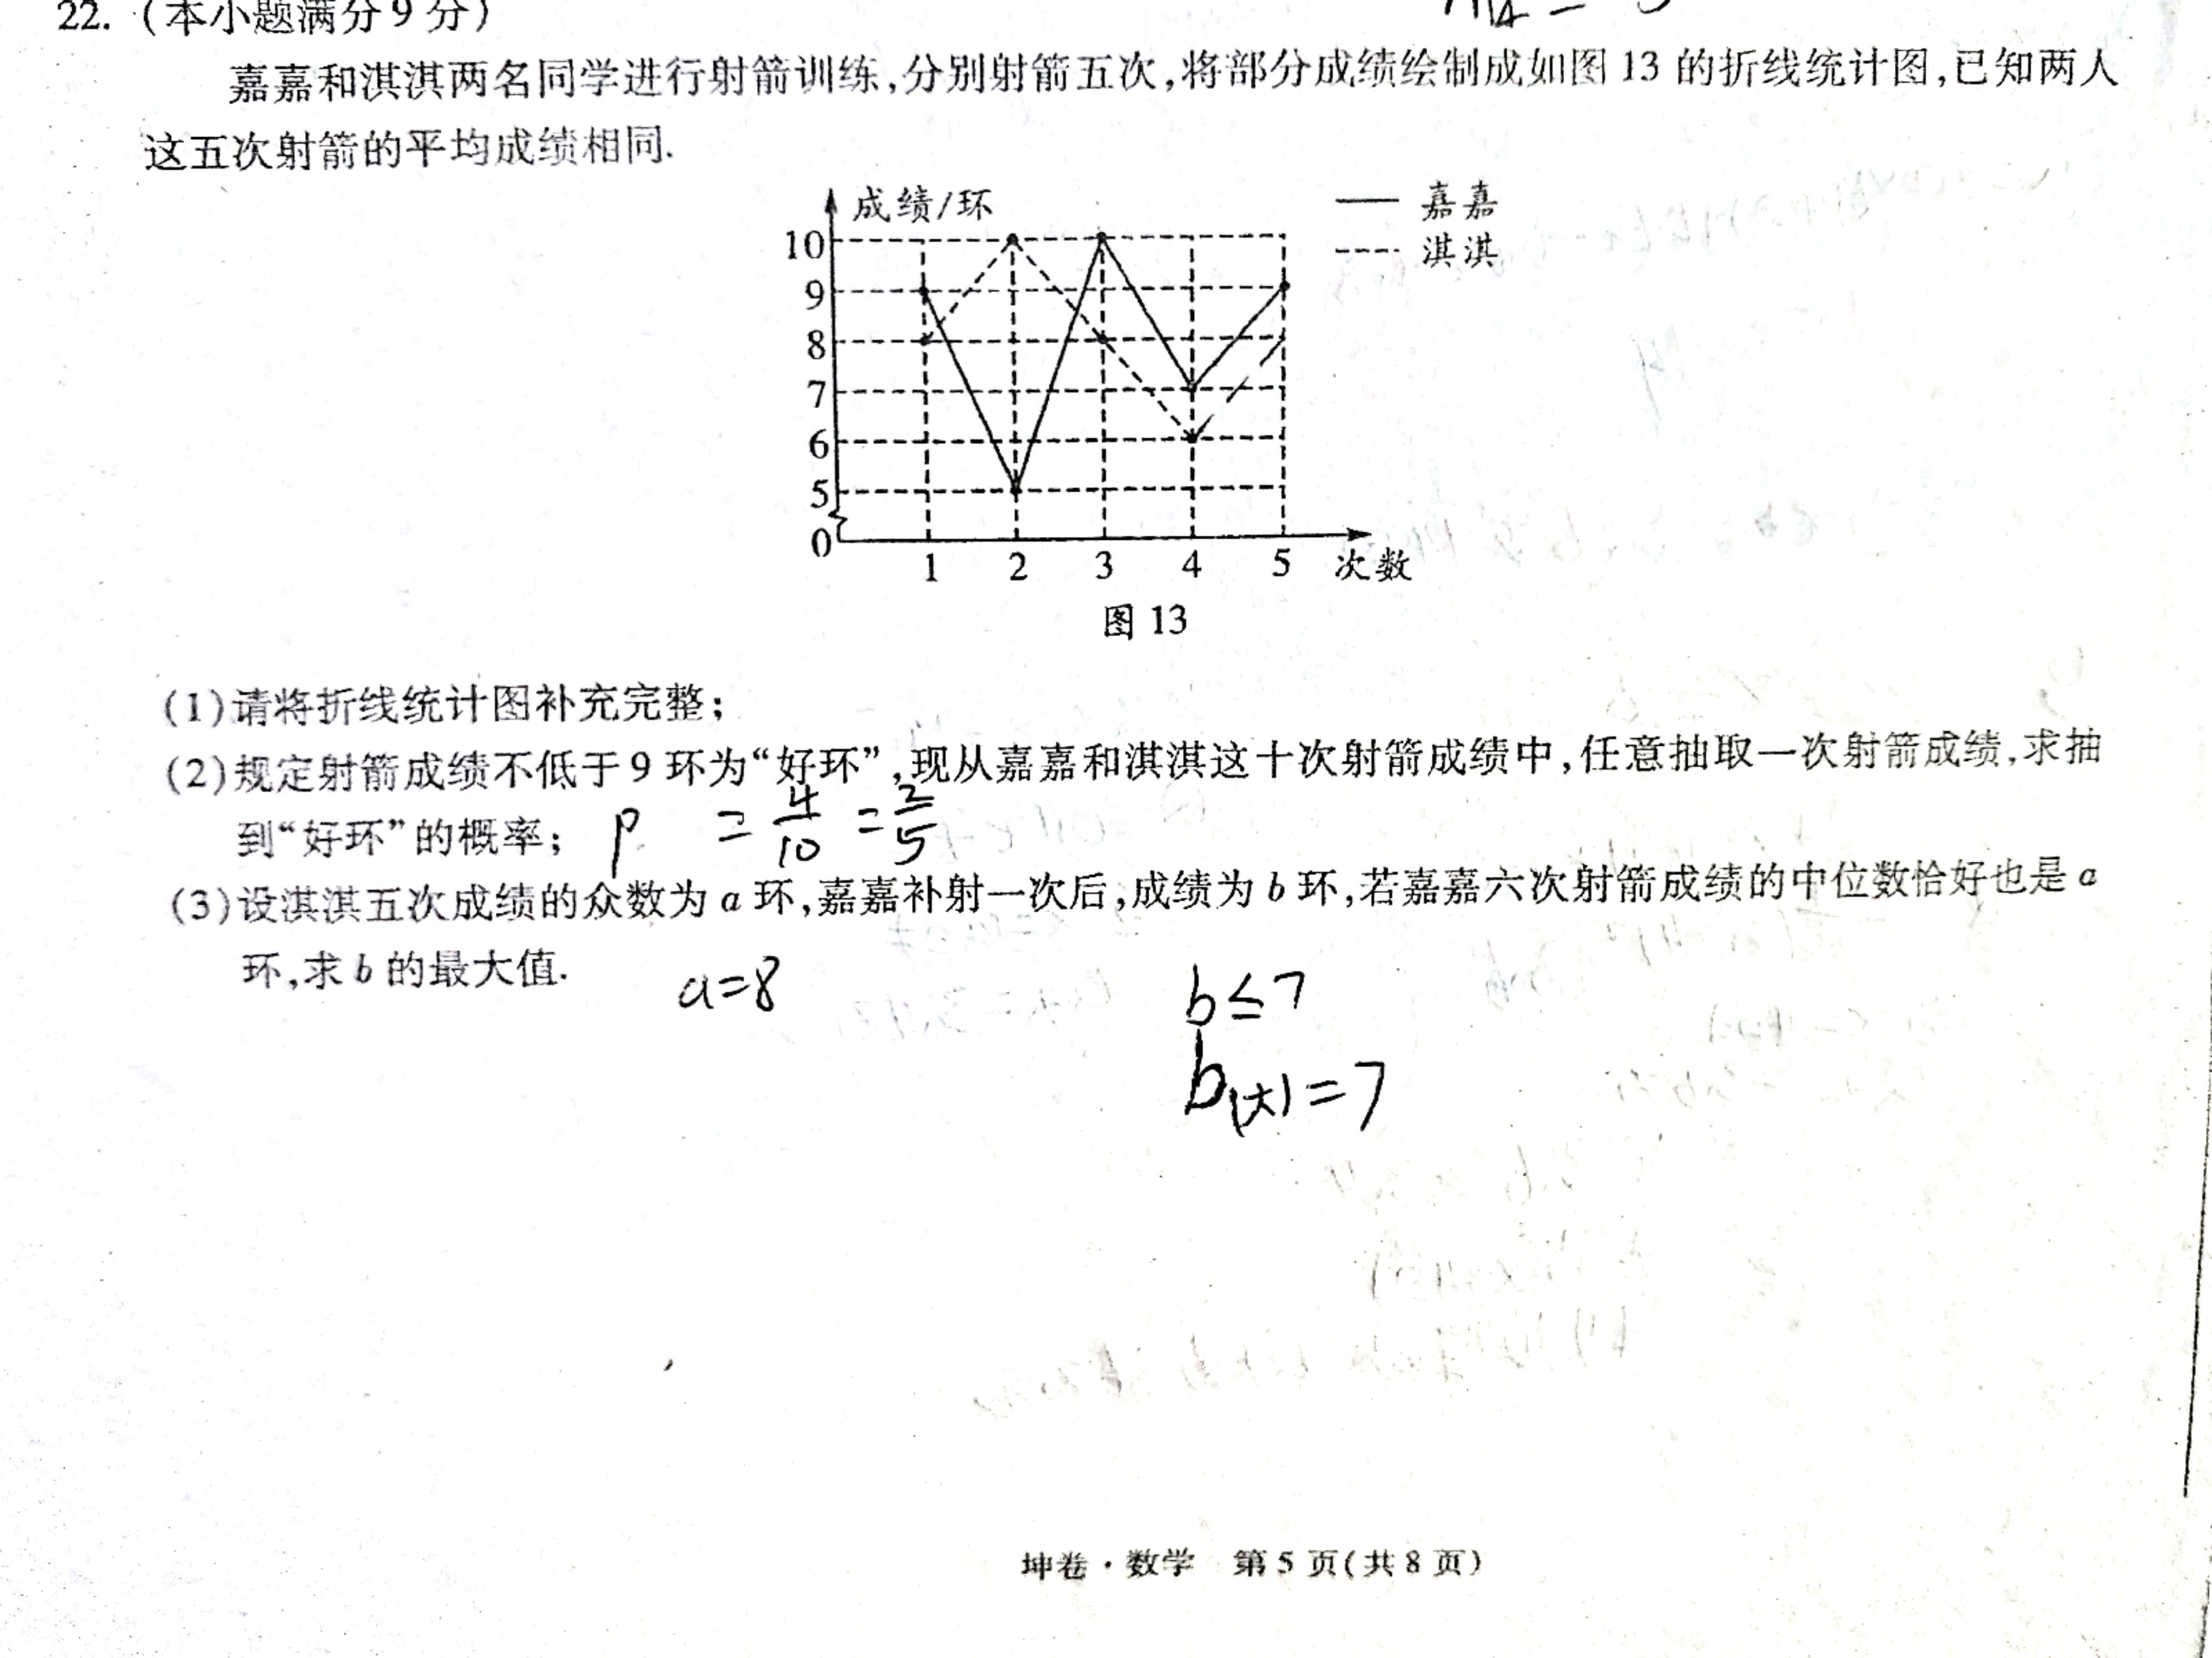 22. (本小题满分9分)
嘉嘉和淇淇两名同学进行射箭训练,分别射箭五次,将部分成绩绘制成如图13的折线统计图,已知两人
这五次射箭的平均成绩相同.
成绩/环
嘉嘉
淇淇
10
9
8
7
6
5
0
1 2 3 4 5 次数
图13
(1)请将折线统计图补充完整;
(2)规定射箭成绩不低于9环为“好环”,现从嘉嘉和淇淇这十次射箭成绩中,任意抽取一次射箭成绩,求抽
到“好环”的概率; P = 4/10 = 2/5
(3)设淇淇五次成绩的众数为a环,嘉嘉补射一次后,成绩为b环,若嘉嘉六次射箭成绩的中位数恰好也是a
环,求b的最大值.
a=8
b≤7
b(大)=7
坤卷·数学 第5页(共8页)